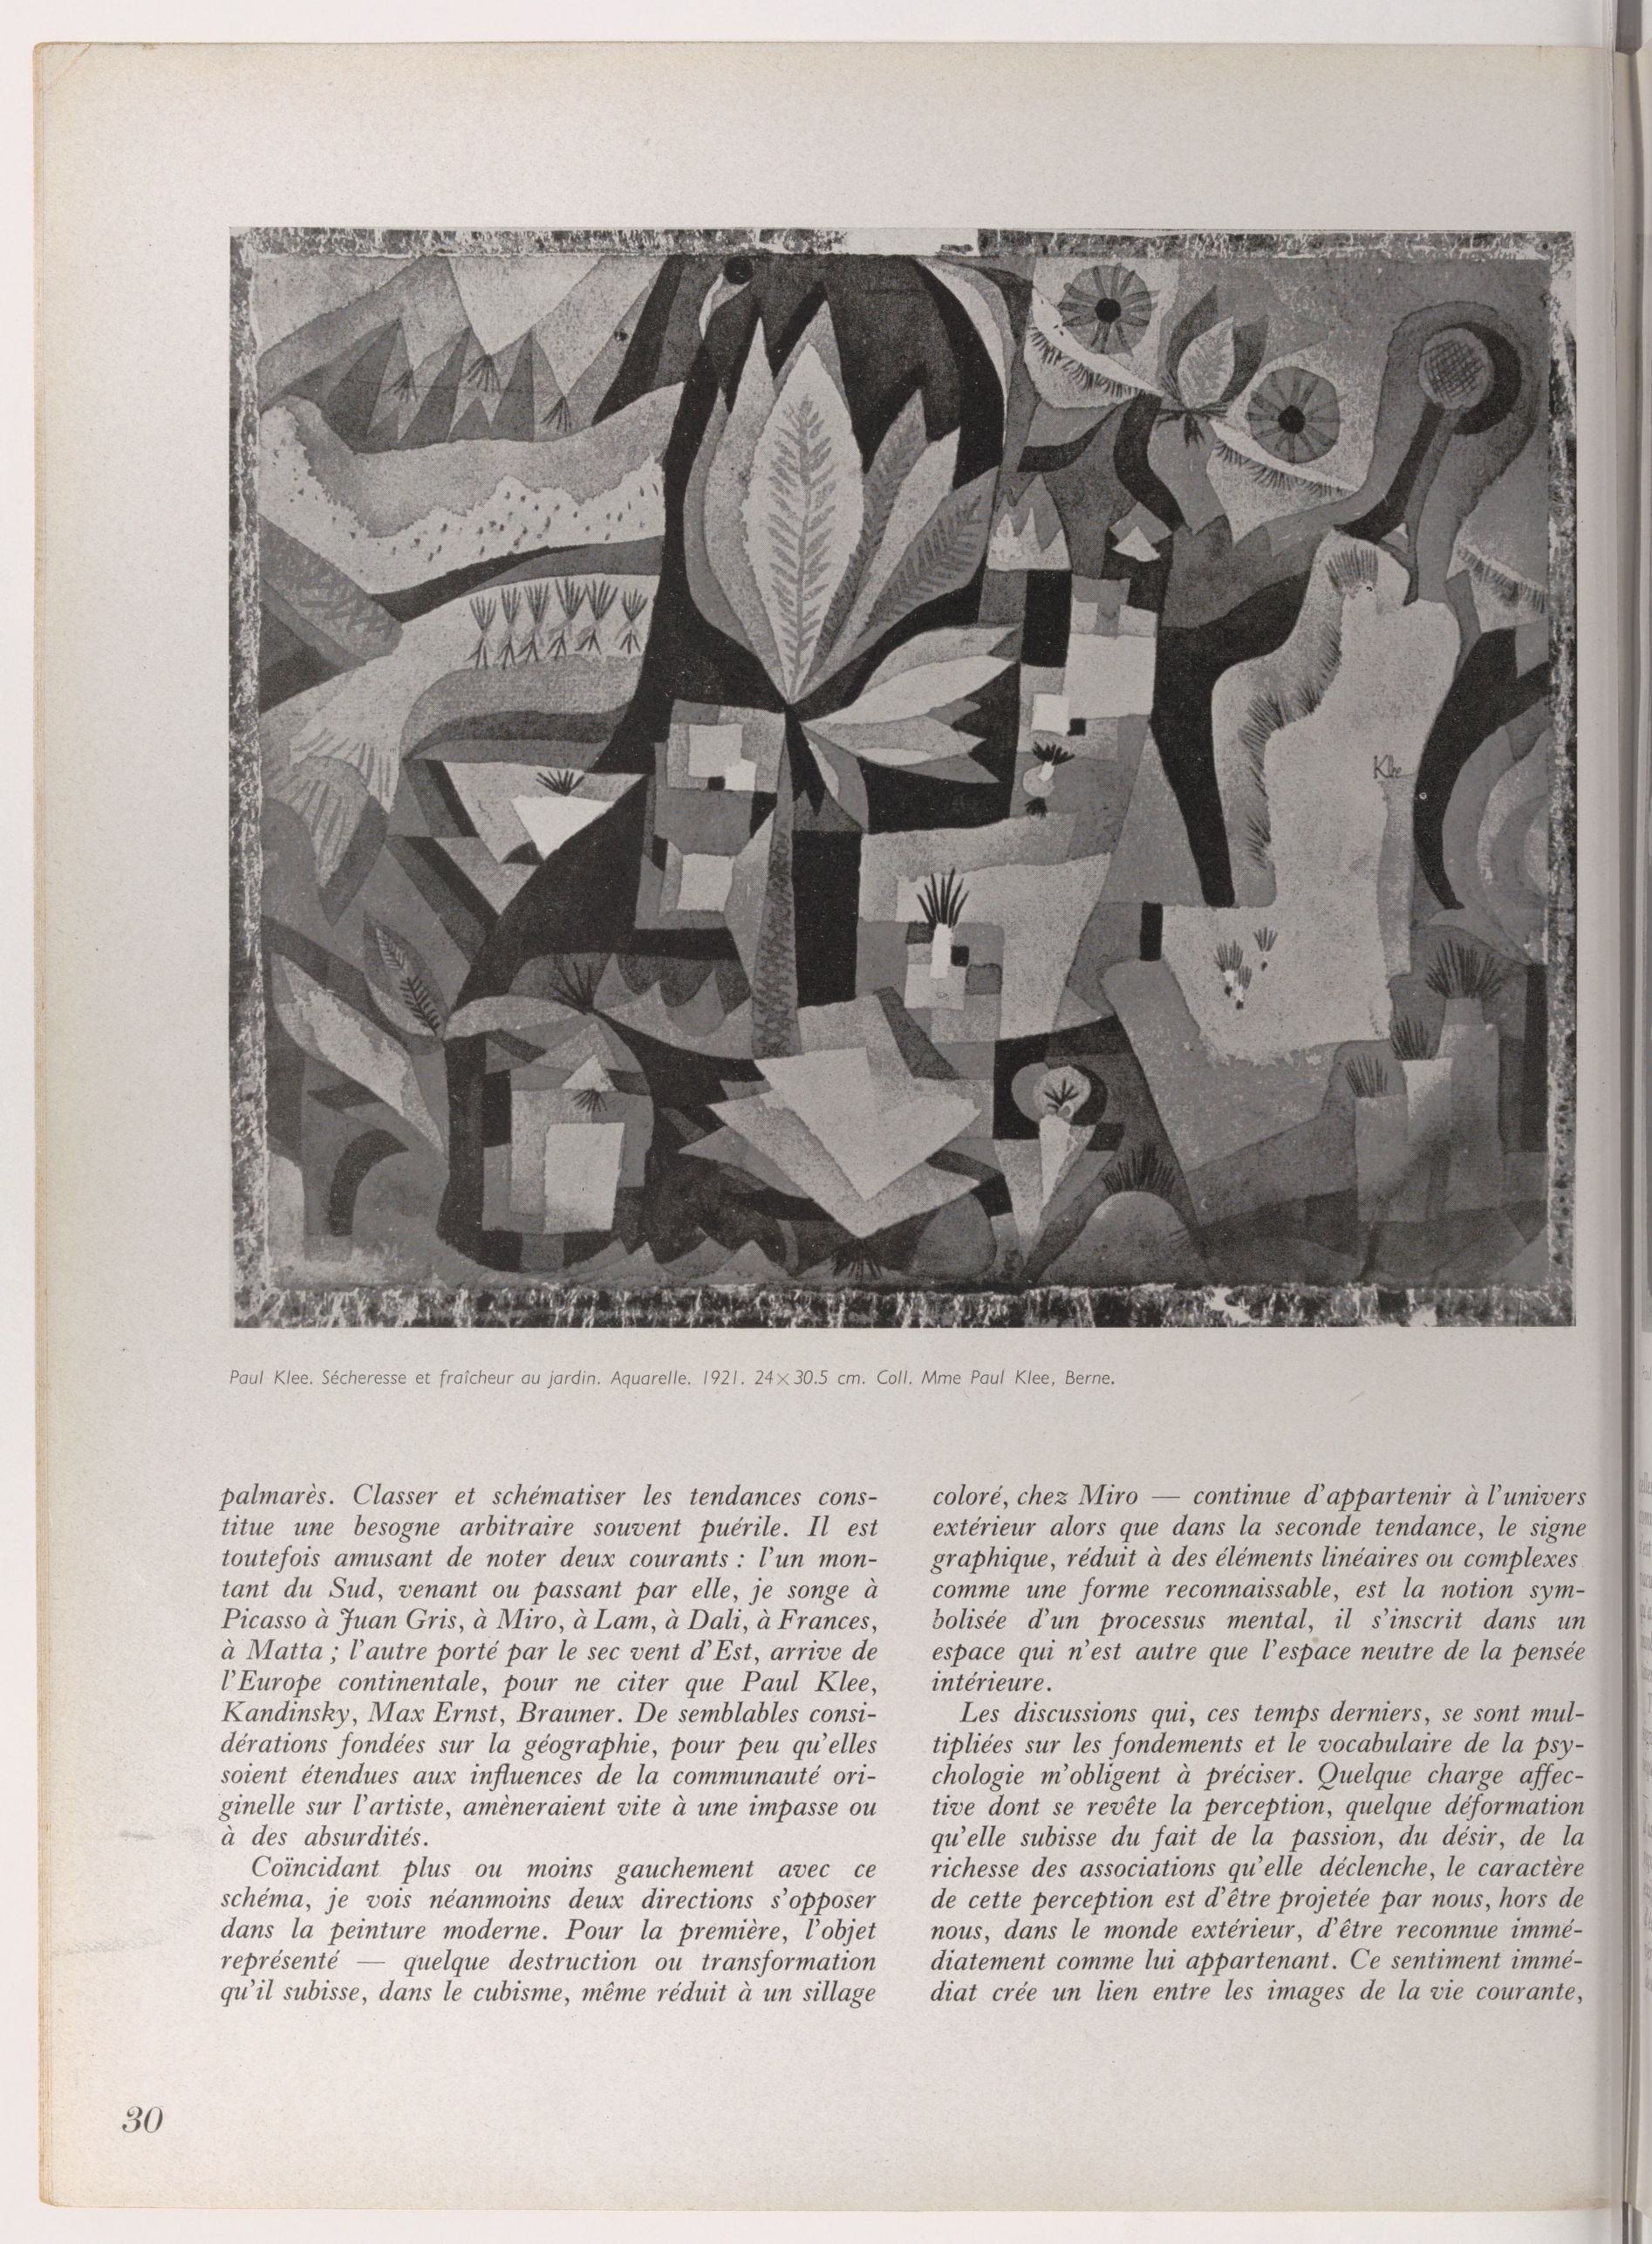 Klee
Paul Klee. Sécheresse et fraîcheur au jardin. Aquarelle. 1921. 24×30.5 cm. Coll. Mme Paul Klee, Berne.
palmarès. Classer et schématiser les tendances cons-
titue une besogne arbitraire souvent puérile. Il est
toutefois amusant de noter deux courants : l'un mon-
tant du Sud, venant ou passant par elle, je songe à
Picasso à Juan Gris, à Miro, à Lam, à Dali, à Frances,
à Matta ; l'autre porté par le sec vent d'Est, arrive de
l'Europe continentale, pour ne citer que Paul Klee,
Kandinsky, Max Ernst, Brauner. De semblables consi-
dérations fondées sur la géographie, pour peu qu'elles
soient étendues aux influences de la communauté ori-
ginelle sur l'artiste, amèneraient vite à une impasse ou
à des absurdités.
Coïncidant plus ou moins gauchement avec ce
schéma, je vois néanmoins deux directions s'opposer
dans la peinture moderne. Pour la première, l'objet
représenté — quelque destruction ou transformation
qu'il subisse, dans le cubisme, même réduit à un sillage
coloré, chez Miro — continue d'appartenir à l'univers
extérieur alors que dans la seconde tendance, le signe
graphique, réduit à des éléments linéaires ou complexes
comme une forme reconnaissable, est la notion sym-
bolisée d'un processus mental, il s'inscrit dans un
espace qui n'est autre que l'espace neutre de la pensée
intérieure.
Les discussions qui, ces temps derniers, se sont mul-
tipliées sur les fondements et le vocabulaire de la psy-
chologie m'obligent à préciser. Quelque charge affec-
tive dont se revête la perception, quelque déformation
qu'elle subisse du fait de la passion, du désir, de la
richesse des associations qu'elle déclenche, le caractère
de cette perception est d'être projetée par nous, hors de
nous, dans le monde extérieur, d'être reconnue immé-
diatement comme lui appartenant. Ce sentiment immé-
diat crée un lien entre les images de la vie courante,
30